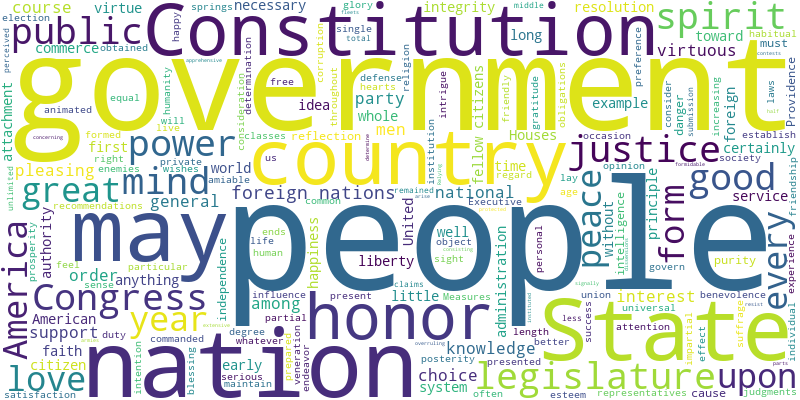 course virtue springs necessary glory middle integrity resolution
public Constitution spirit
election happy flmets single habitual
commerce obtained party long toward must
government
attachment animated equal free defense religion preference virtuous
humanity throughout hearts idea intrigue citizens example danger foreign Providence
will live whole friendly gratitude obligations consider increasing laws
formed classes reflection men fellow Houses occasion establish
first power country justice
pleasing right us time certainly
enemies private wishes world institution regard opinion society
great mind amiable remained age lay good
unlimited recommendations foreign nations national peace form service
general common United Executive without intelligence principle every friendship
may people
America authority prosperity ends life human happiness well object sight personal govern purity
order feel particular independence liberty administration experience
sense anything claims
Congress influence among present little Measures union interest benevolence
American year honor State universal
support duty degree partial length success less attention suffrage resist
faith commanded whatever veneration knowledge better effect impartial individual
citizen early prepared posterity presented
love intention blessing serious endeavor choice legislature upon
satisfaction maintain nation system often esteem representatives cause judgments